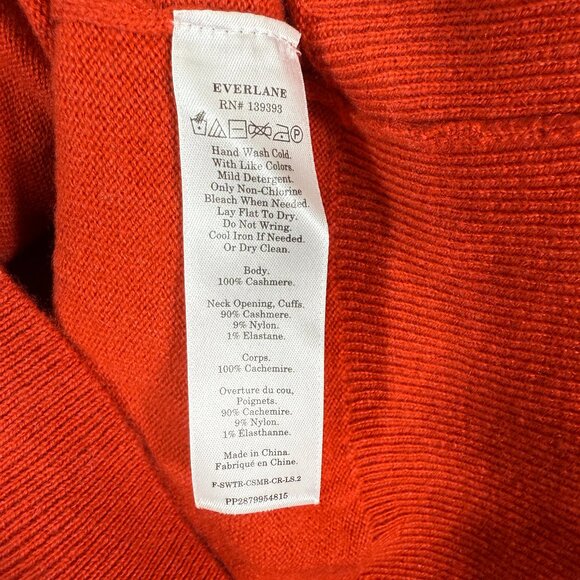 EVERLANE
RN# 139393
Hand Wash Cold.
With Like Colors.
Mild Detergent.
Only Non-Chlorine
Bleach When Needed.
Lay Flat To Dry.
Do Not Wring.
Cool Iron If Needed.
Or Dry Clean.
Body.
100% Cashmere.
Neck Opening, Cuffs.
90% Cashmere.
9% Nylon.
1% Elastane.
Corps.
100% Cachemire.
Overture du cou,
Poignets.
90% Cachemire.
9% Nylon.
1% Élasthanne.
Made in China.
Fabriqué en Chine.
F-SWTR-CSMR-CR-LS.2
PP2879954815